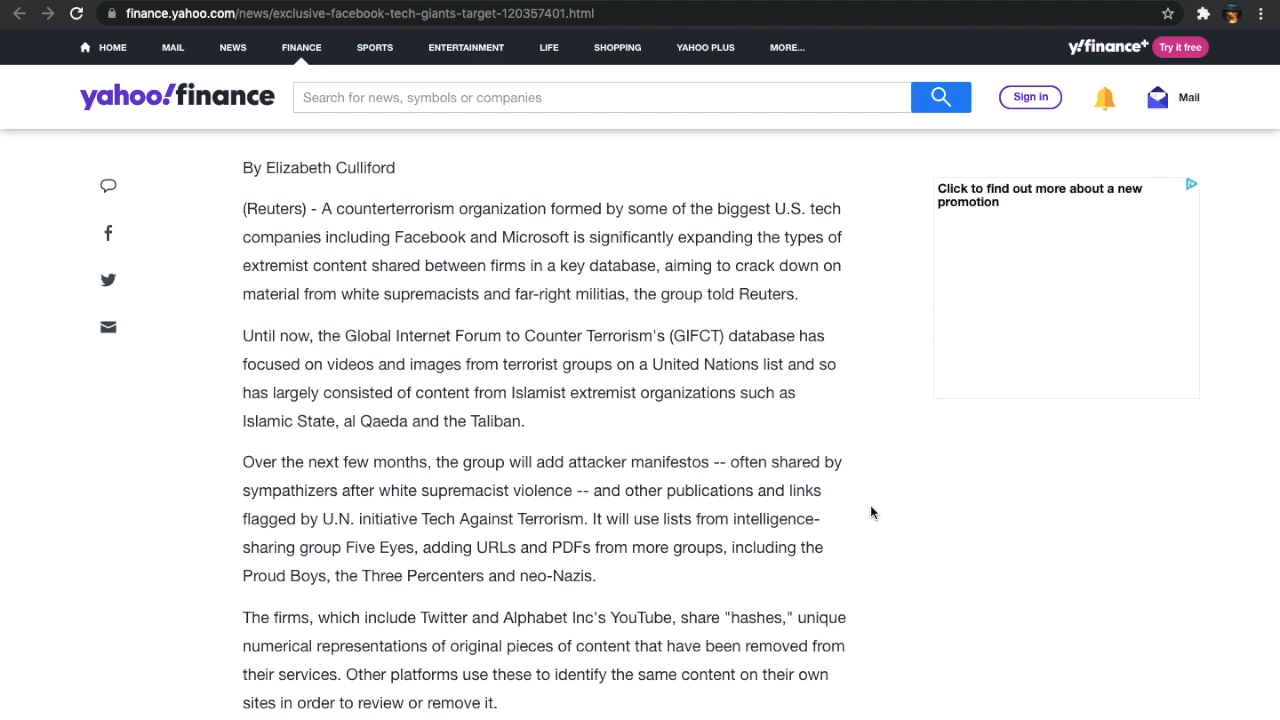 finance.yahoo.com/news/exclusive-facebook-tech-giants-target-120357401.html
HOME MAIL NEWS FINANCE SPORTS ENTERTAINMENT LIFE SHOPPING YAHOO PLUS MORE... y!finance+ Try it free
yahoo!finance Search for news, symbols or companies Sign in Mail
By Elizabeth Culliford
(Reuters) - A counterterrorism organization formed by some of the biggest U.S. tech
companies including Facebook and Microsoft is significantly expanding the types of
extremist content shared between firms in a key database, aiming to crack down on
material from white supremacists and far-right militias, the group told Reuters.
Until now, the Global Internet Forum to Counter Terrorism's (GIFCT) database has
focused on videos and images from terrorist groups on a United Nations list and so
has largely consisted of content from Islamist extremist organizations such as
Islamic State, al Qaeda and the Taliban.
Over the next few months, the group will add attacker manifestos -- often shared by
sympathizers after white supremacist violence -- and other publications and links
flagged by U.N. initiative Tech Against Terrorism. It will use lists from intelligence-
sharing group Five Eyes, adding URLs and PDFs from more groups, including the
Proud Boys, the Three Percenters and neo-Nazis.
The firms, which include Twitter and Alphabet Inc's YouTube, share "hashes," unique
numerical representations of original pieces of content that have been removed from
their services. Other platforms use these to identify the same content on their own
sites in order to review or remove it.
Click to find out more about a new
promotion